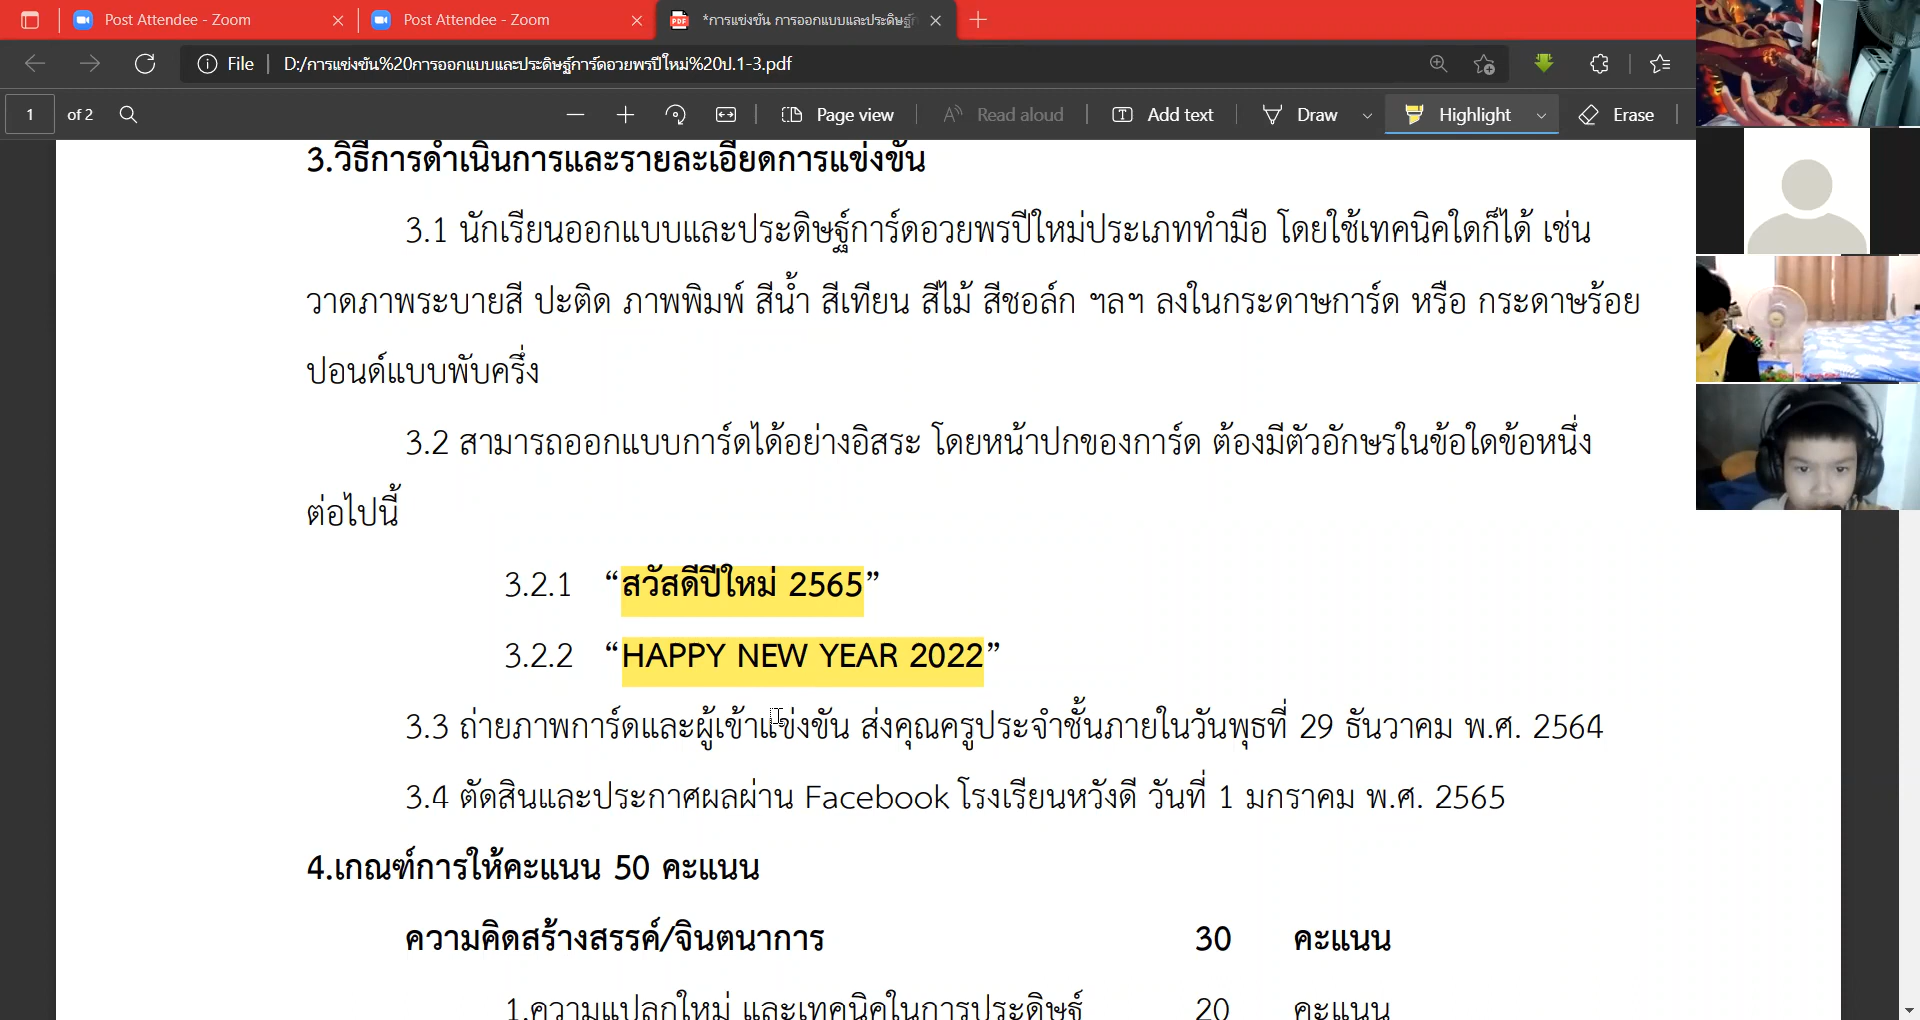 Post Attendee - Zoom
Post Attendee - Zoom
*การแข่งขัน การออกแบบและประดิษฐ์ก
File
D:/การแข่งขัน%20การออกแบบและประดิษฐ์การ์ดอวยพรปีใหม่%20ป.1-3.pdf
1 of 2
Page view
Read aloud
Add text
Draw
Highlight
Erase
3.วิธีการดำเนินการและรายละเอียดการแข่งขัน
3.1 นักเรียนออกแบบและประดิษฐ์การ์ดอวยพรปีใหม่ประเภททำมือ โดยใช้เทคนิคใดก็ได้ เช่น
วาดภาพระบายสี ปะติด ภาพพิมพ์ สีน้ำ สีเทียน สีไม้ สีชอล์ก ฯลฯ ลงในกระดาษการ์ด หรือ กระดาษร้อย
ปอนด์แบบพับครึ่ง
3.2 สามารถออกแบบการ์ดได้อย่างอิสระ โดยหน้าปกของการ์ด ต้องมีตัวอักษรในข้อใดข้อหนึ่ง
ต่อไปนี้
3.2.1 “สวัสดีปีใหม่ 2565”
3.2.2 “HAPPY NEW YEAR 2022”
3.3 ถ่ายภาพการ์ดและผู้เข้าแข่งขัน ส่งคุณครูประจำชั้นภายในวันพุธที่ 29 ธันวาคม พ.ศ. 2564
3.4 ตัดสินและประกาศผลผ่าน Facebook โรงเรียนหวังดี วันที่ 1 มกราคม พ.ศ. 2565
4.เกณฑ์การให้คะแนน 50 คะแนน
ความคิดสร้างสรรค์/จินตนาการ 30 คะแนน
1.ความแปลกใหม่ และเทคนิคในการประดิษฐ์ 20 คะแนน